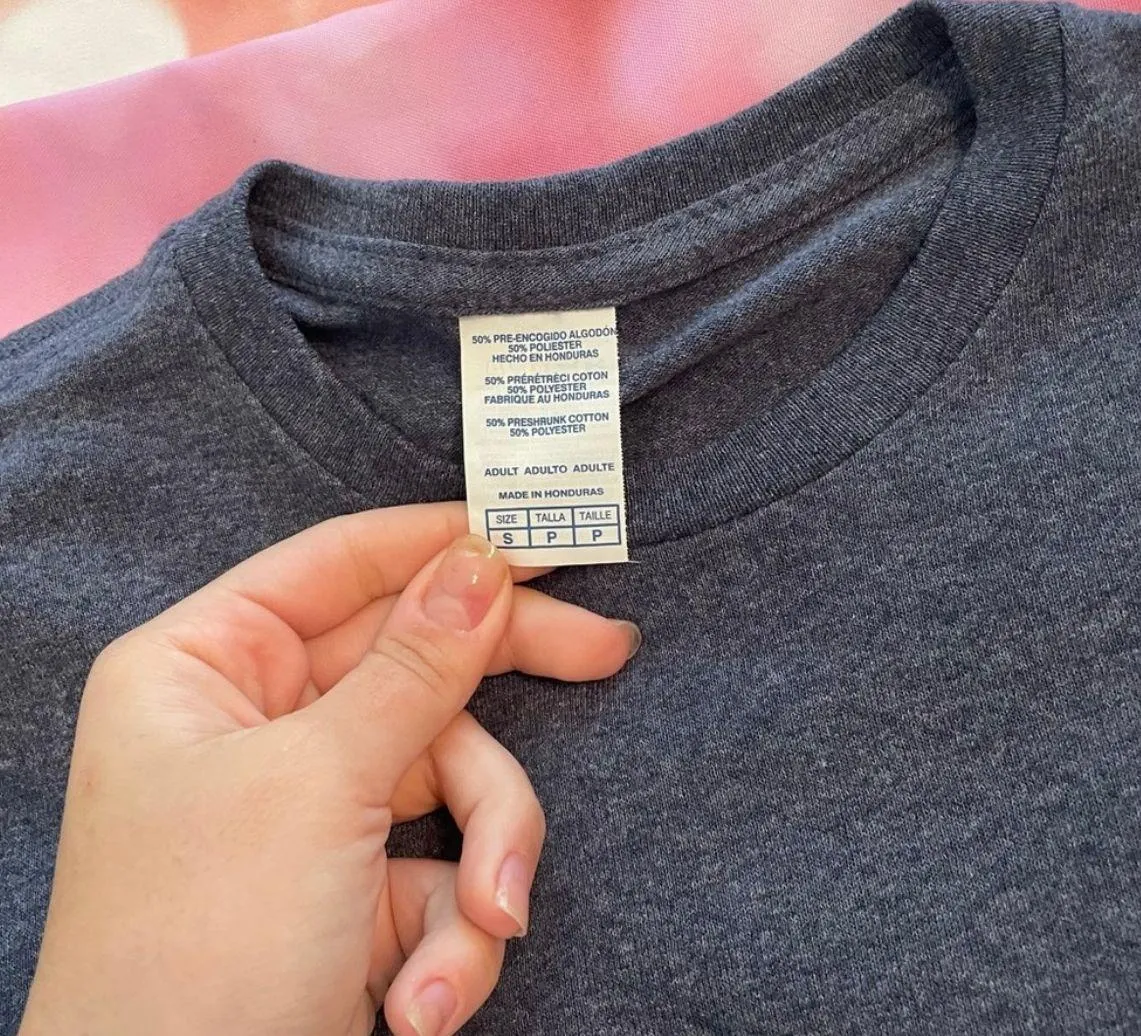 50% PRE-ENCOGIDO ALGODÓN
50% POLIESTER
HECHO EN HONDURAS
50% PRÉRÉTRÉCI COTON
50% POLYESTER
FABRIQUE AU HONDURAS
50% PRESHRUNK COTTON
50% POLYESTER
ADULT ADULTO ADULTE
MADE IN HONDURAS
SIZE TALLA TAILLE
S P P